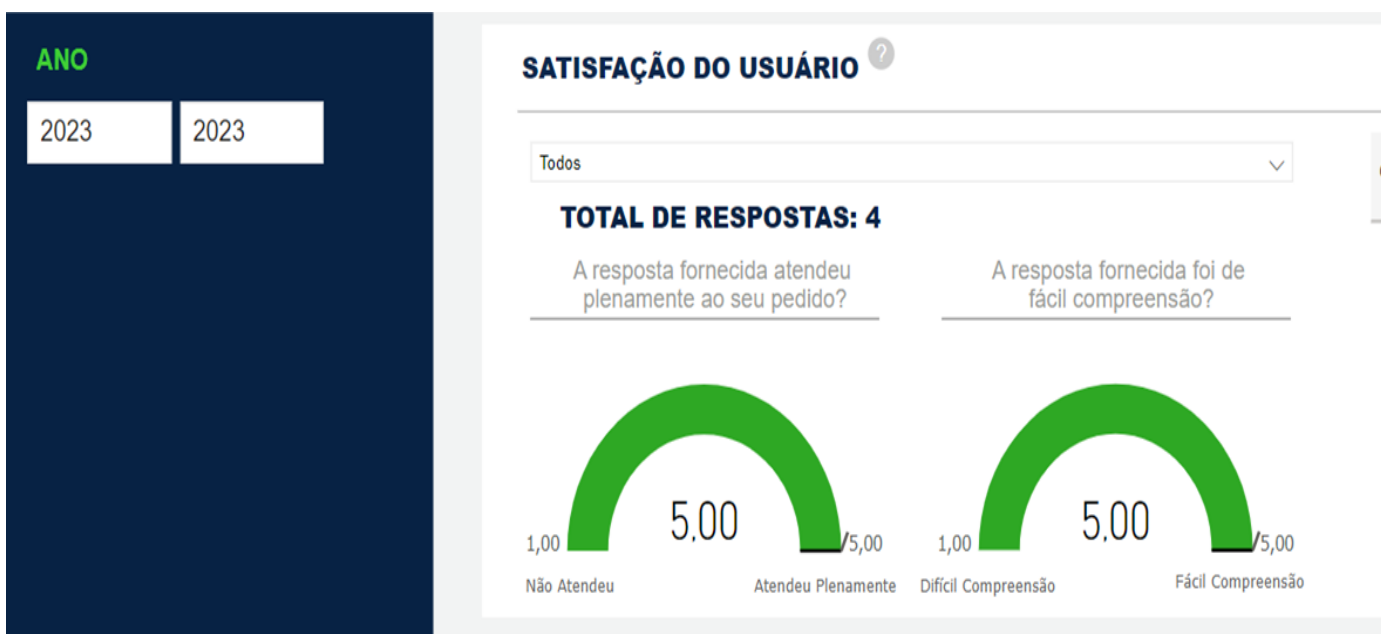 ANO
2023 2023
SATISFAÇÃO DO USUÁRIO ?
Todos
TOTAL DE RESPOSTAS: 4
A resposta fornecida atendeu
plenamente ao seu pedido?
A resposta fornecida foi de
fácil compreensão?
5,00
1,00 /5,00
Não Atendeu Atendeu Plenamente
5,00
1,00 /5,00
Difícil Compreensão Fácil Compreensão